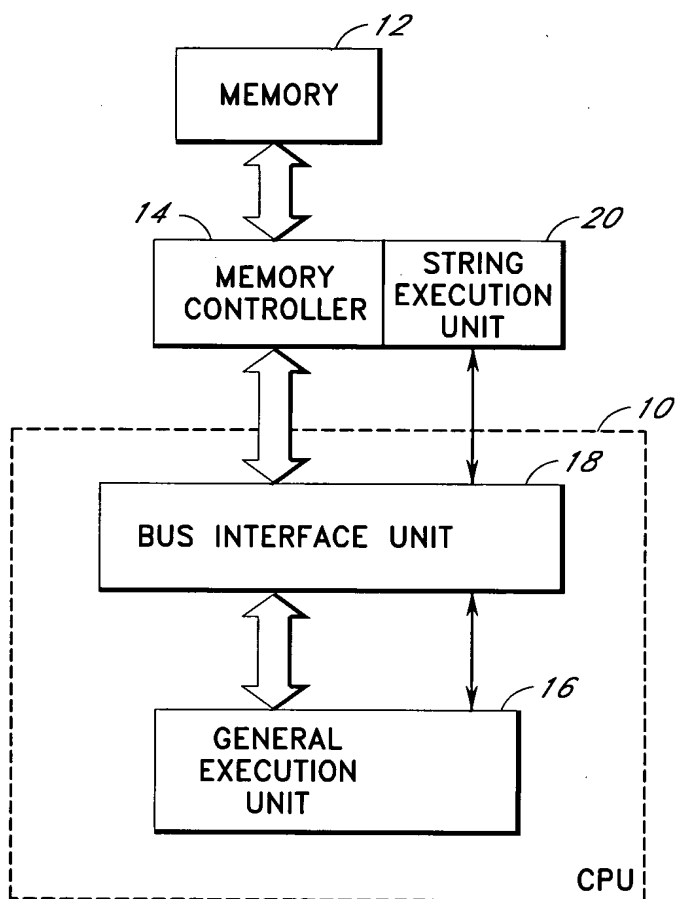 12
MEMORY
14
20
MEMORY
CONTROLLER
STRING
EXECUTION
UNIT
10
18
BUS INTERFACE UNIT
16
GENERAL
EXECUTION
UNIT
CPU